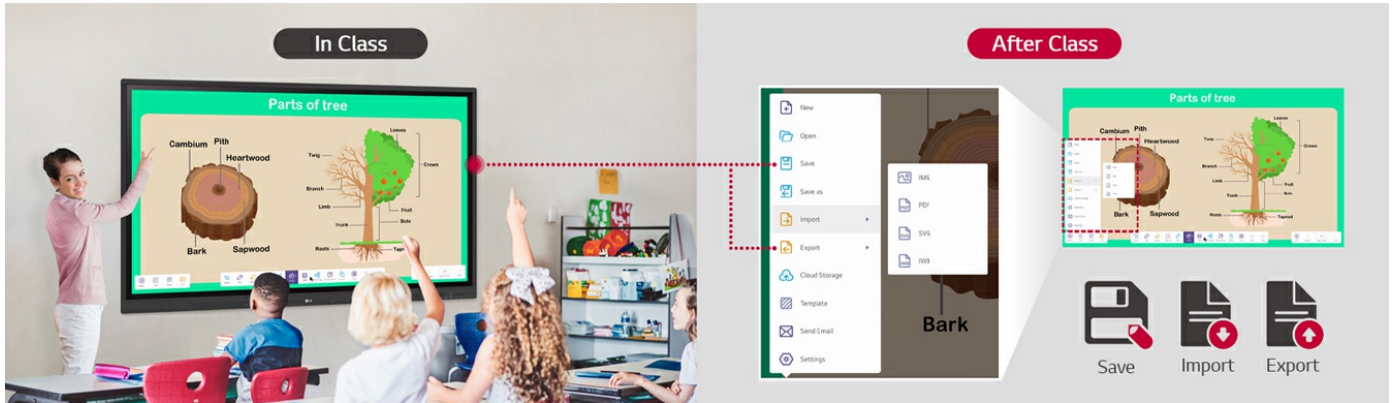 In Class
Parts of tree
Cambium
Pith
Heartwood
Bark
Sapwood
Leaves
Twig
Crown
Branch
Limb
Fruit
Bole
Trunk
Roots
LG
After Class
New
Open
Save
Save as
Import
Export
Cloud Storage
Template
Send Email
Settings
IMG
PDF
SVG
IWB
Bark
Parts of tree
Cambium
Pith
Heartwood
Bark
Sapwood
Leaves
Twig
Crown
Branch
Limb
Fruit
Bole
Trunk
Roots
Taproot
Save
Import
Export